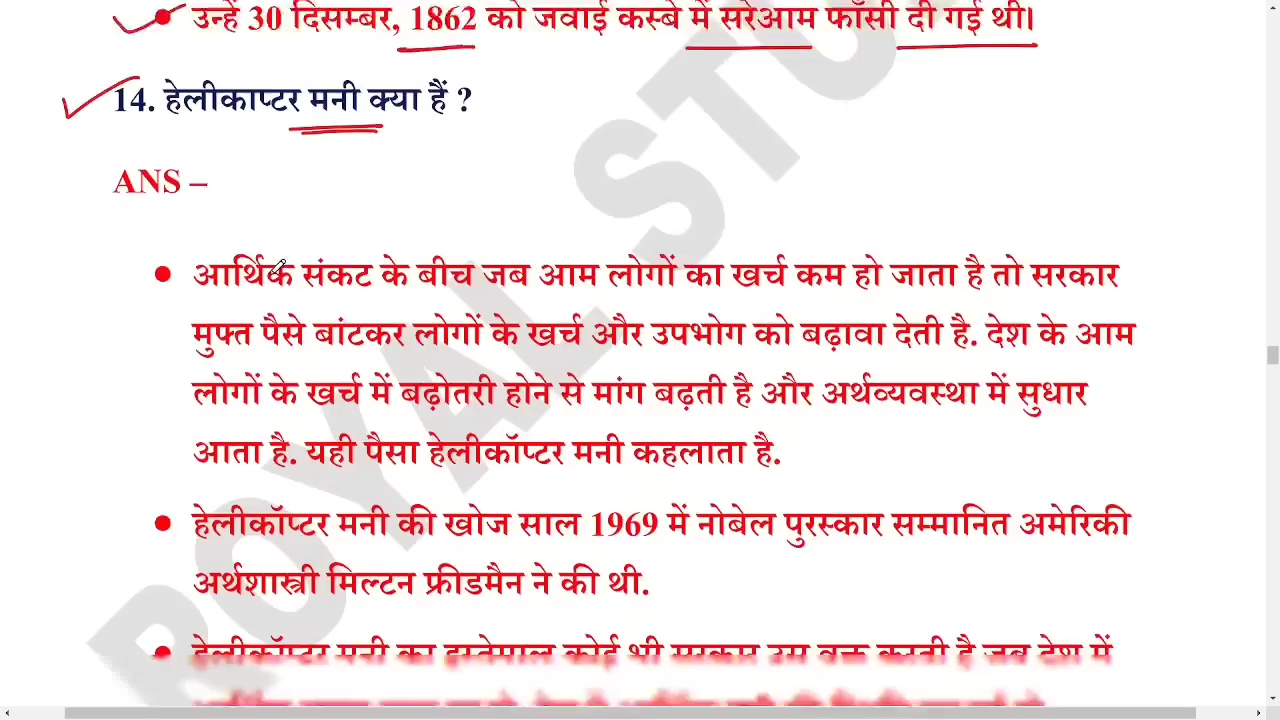 उन्हें 30 दिसम्बर, 1862 को जवाई कस्बे में सरेआम फाँसी दी गई थी।
14. हेलीकाप्टर मनी क्या हैं ?
ANS –
आर्थिक संकट के बीच जब आम लोगों का खर्च कम हो जाता है तो सरकार
मुफ्त पैसे बांटकर लोगों के खर्च और उपभोग को बढ़ावा देती है. देश के आम
लोगों के खर्च में बढ़ोतरी होने से मांग बढ़ती है और अर्थव्यवस्था में सुधार
आता है. यही पैसा हेलीकॉप्टर मनी कहलाता है.
हेलीकॉप्टर मनी की खोज साल 1969 में नोबेल पुरस्कार सम्मानित अमेरिकी
अर्थशास्त्री मिल्टन फ्रीडमैन ने की थी.
हेलीकॉप्टर मनी का इस्तेमाल कोई भी सरकार उस वक्त करती है जब देश में
ROYAL STU